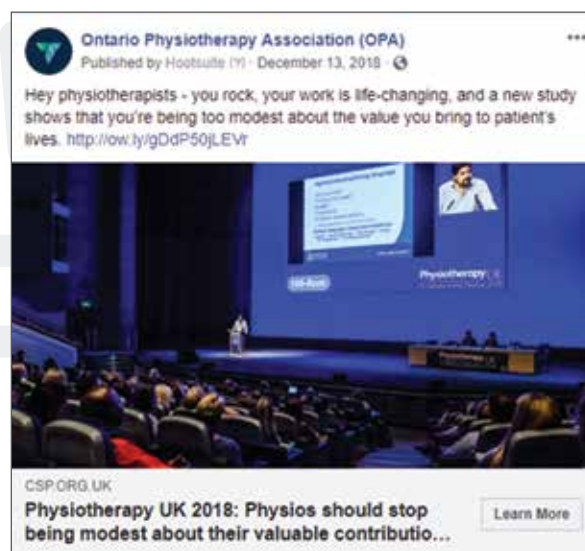 Ontario Physiotherapy Association (OPA)
Published by Hootsuite [?] · December 13, 2018 ·
Hey physiotherapists - you rock, your work is life-changing, and a new study
shows that you're being too modest about the value you bring to patient's
lives. http://ow.ly/gDdP50jLEVr
Physiotherapy UK
Physiotherapy
CSP.ORG.UK
Physiotherapy UK 2018: Physios should stop
being modest about their valuable contributio...
Learn More